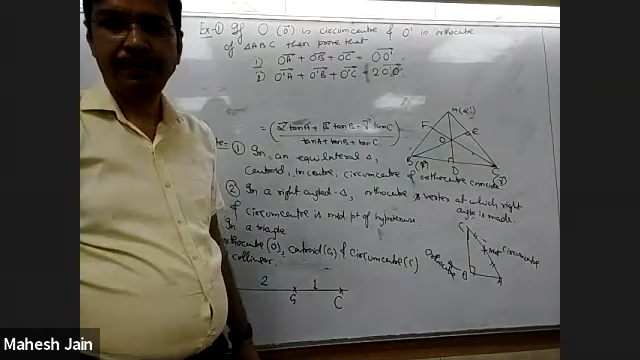 Ex-① If O (o⃗) is circumcentre & O' is orthocentre
of △ABC then prove that
1) OA + OB + OC = OO'
2) O'A + O'B + O'C = 2O'O
= (α tanA + β tanB + γ tanC) / (tanA + tanB + tanC)
① In an equilateral △,
centroid, incentre, circumcentre & orthocentre coincide
② In a right angled △, orthocentre is vertex at which right angle is made
& circumcentre is mid pt of hypotenuse
In a triangle
orthocentre (O), centroid (G) & circumcentre (C)
collinear
2 1
G C
A(α)
F E
O
B(β) D C(γ)
C
circumcentre
B A
Mahesh Jain